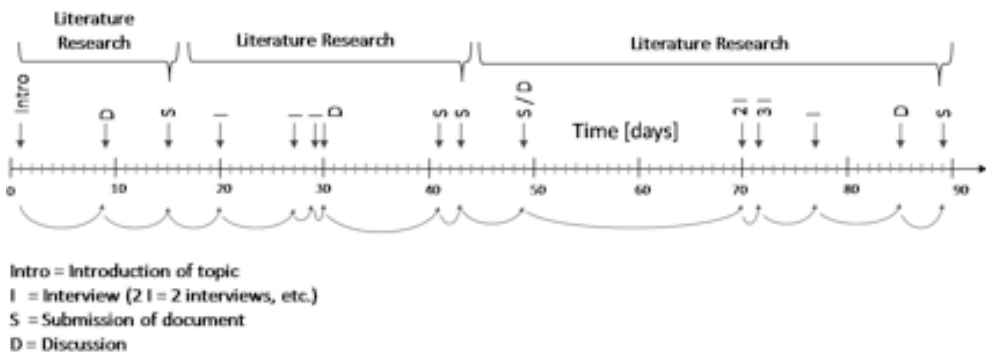 Literature
Research
Literature Research
Literature Research
Intro
D
S
I
I
I
D
S
S
S / D
2 I
3 I
I
D
S
Time [days]
0
10
20
30
40
50
60
70
80
90
Intro = Introduction of topic
I = Interview (2 I = 2 interviews, etc.)
S = Submission of document
D = Discussion